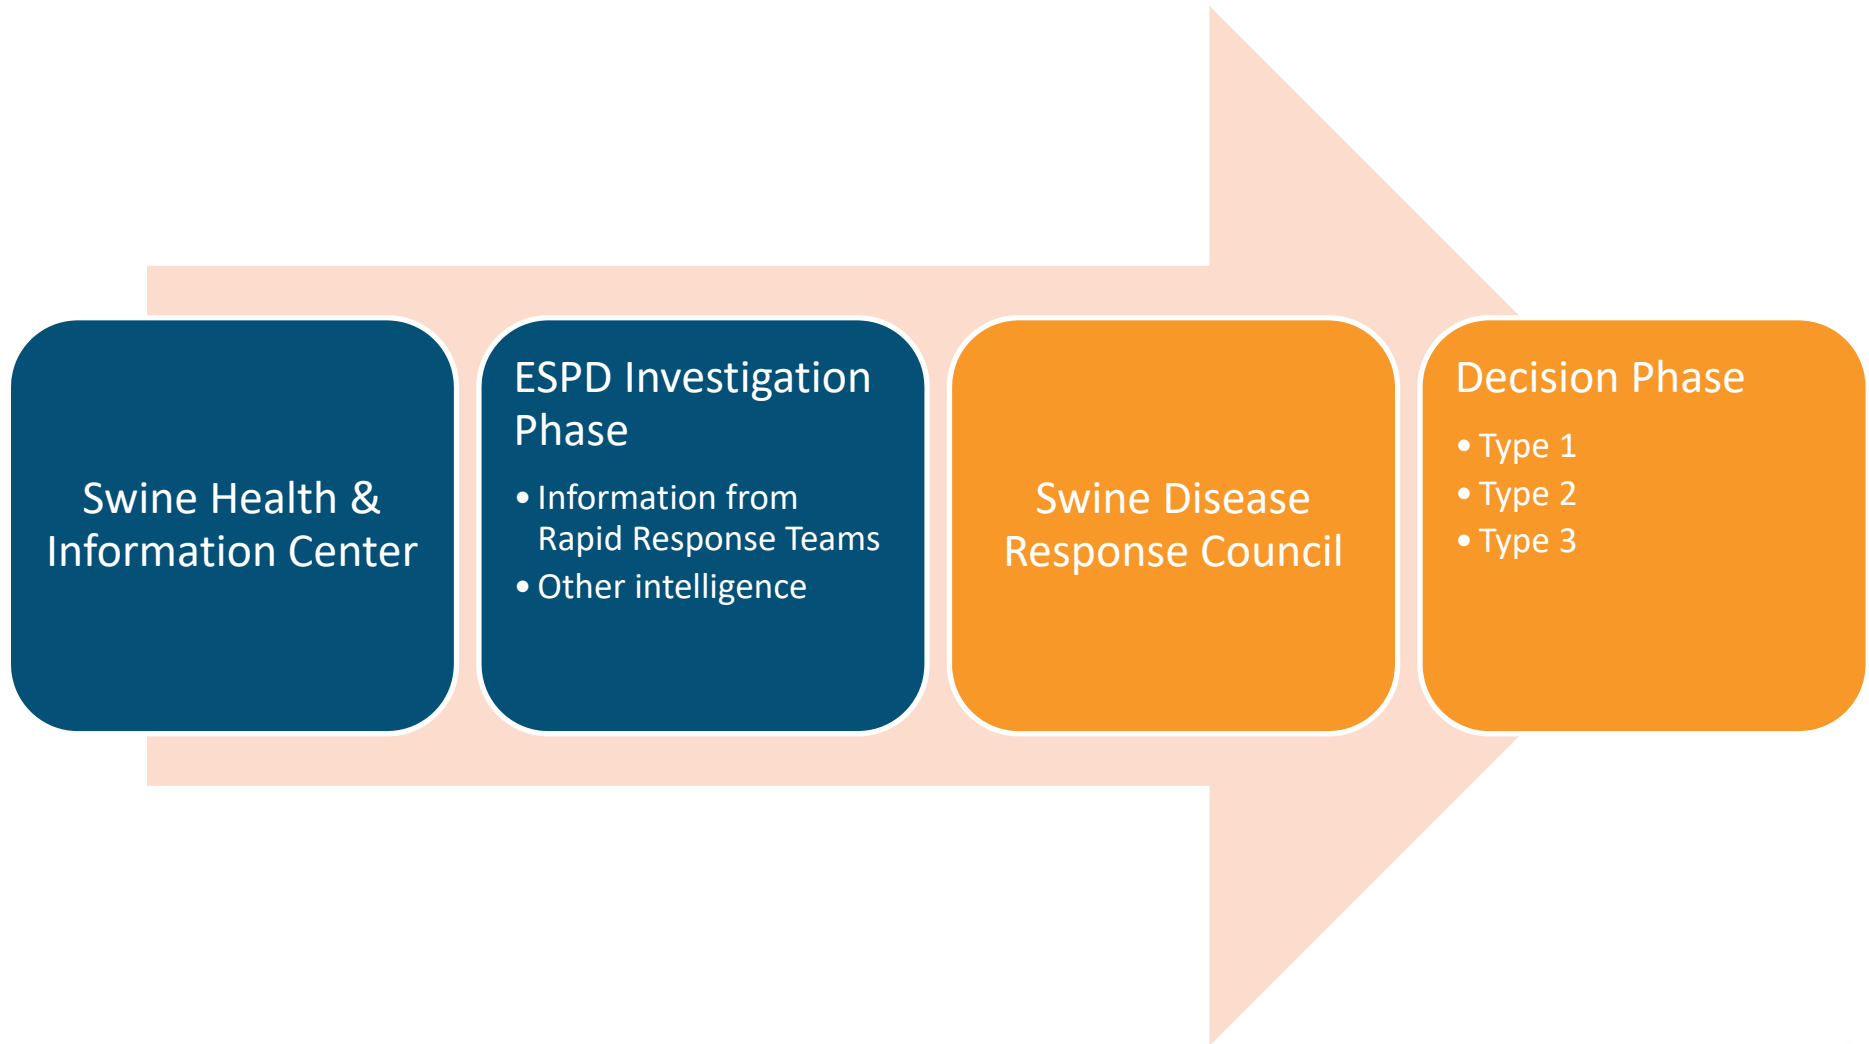 Swine Health &
Information Center
ESPD Investigation
Phase
• Information from
Rapid Response Teams
• Other intelligence
Swine Disease
Response Council
Decision Phase
• Type 1
• Type 2
• Type 3